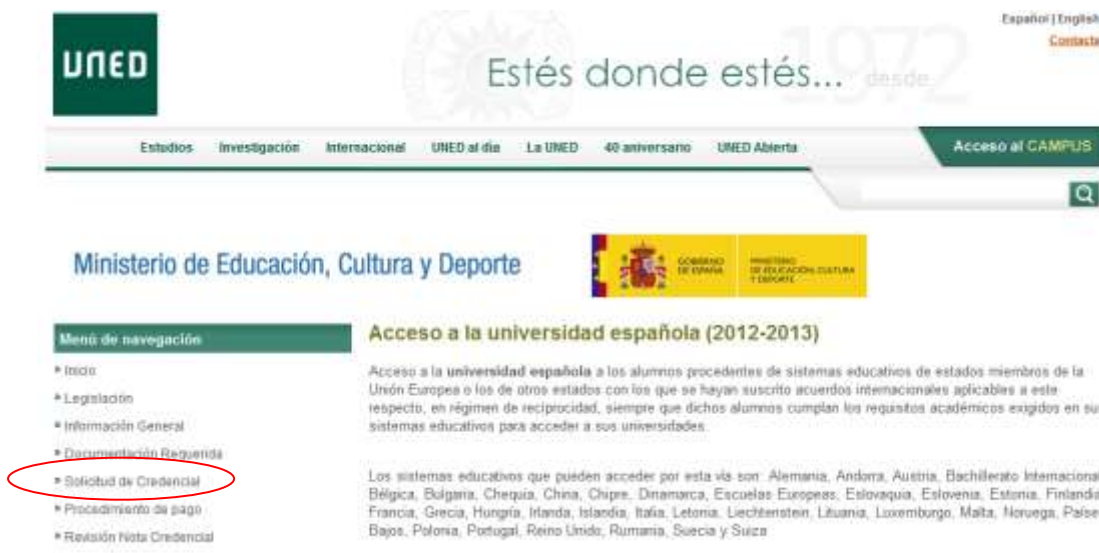 Español | English
Contacta
UNED
Estés donde estés... desde 1972
Estudios Investigación Internacional UNED al día La UNED 40 aniversario UNED Abierta Acceso al CAMPUS
Ministerio de Educación, Cultura y Deporte
GOBIERNO DE ESPAÑA
MINISTERIO DE EDUCACIÓN, CULTURA Y DEPORTE
Menú de navegación
Inicio
Legislación
Información General
Documentación Requerida
Solicitud de Credencial
Procedimiento de pago
Revisión Nota Credencial
Acceso a la universidad española (2012-2013)
Acceso a la universidad española a los alumnos procedentes de sistemas educativos de estados miembros de la
Unión Europea o los de otros estados con los que se hayan suscrito acuerdos internacionales aplicables a este
respecto, en régimen de reciprocidad, siempre que dichos alumnos cumplan los requisitos académicos exigidos en su
sistemas educativos para acceder a sus universidades.
Los sistemas educativos que pueden acceder por esta vía son: Alemania, Andorra, Austria, Bachillerato Internacional
Bélgica, Bulgaria, Chequia, China, Chipre, Dinamarca, Escuelas Europeas, Eslovaquia, Eslovenia, Estonia, Finlandia
Francia, Grecia, Hungría, Irlanda, Islandia, Italia, Letonia, Liechtenstein, Lituania, Luxemburgo, Malta, Noruega, Países
Bajos, Polonia, Portugal, Reino Unido, Rumania, Suecia y Suiza